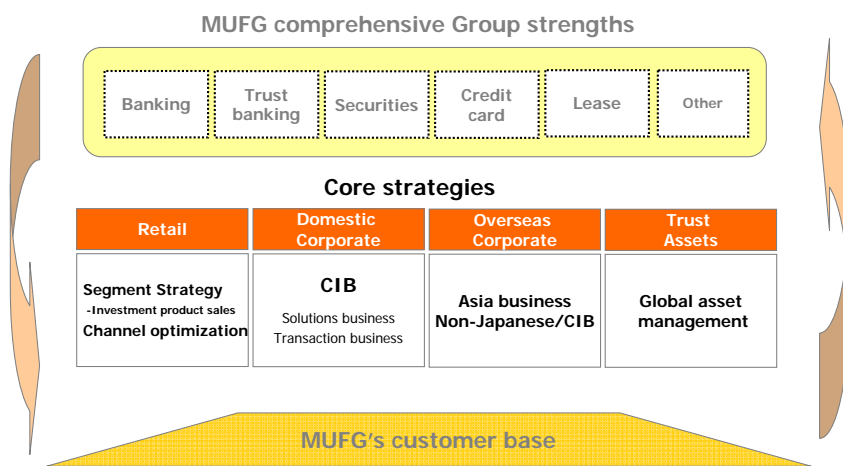 MUFG comprehensive Group strengths
Banking
Trust
banking
Securities
Credit
card
Lease
Other
Core strategies
Retail
Domestic
Corporate
Overseas
Corporate
Trust
Assets
Segment Strategy
-Investment product sales
Channel optimization
CIB
Solutions business
Transaction business
Asia business
Non-Japanese/CIB
Global asset
management
MUFG's customer base